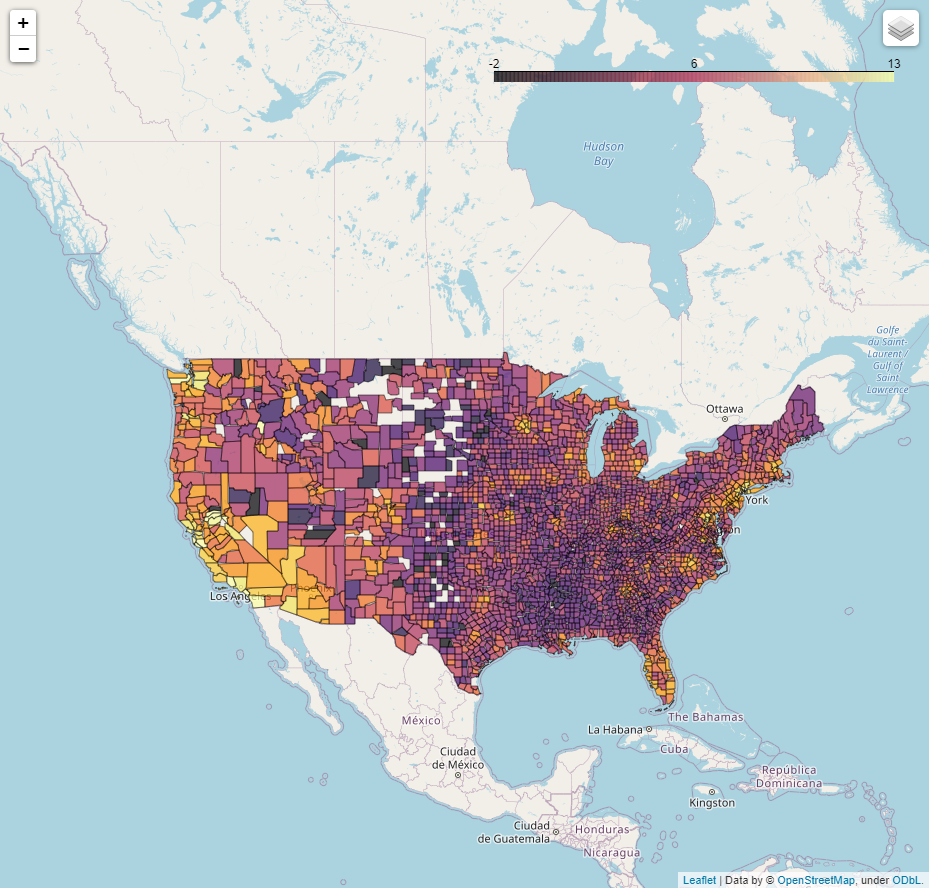 +
−
-2 6 13
Hudson
Bay
Golfe
du Saint-
Laurent /
Gulf of
Saint
Lawrence
Ottawa
York
Los Angeles
The Bahamas
La Habana
Cuba
México
Ciudad
de México
República
Dominicana
Kingston
Ciudad
de Guatemala
Honduras
Nicaragua
Leaflet | Data by © OpenStreetMap, under ODbL.